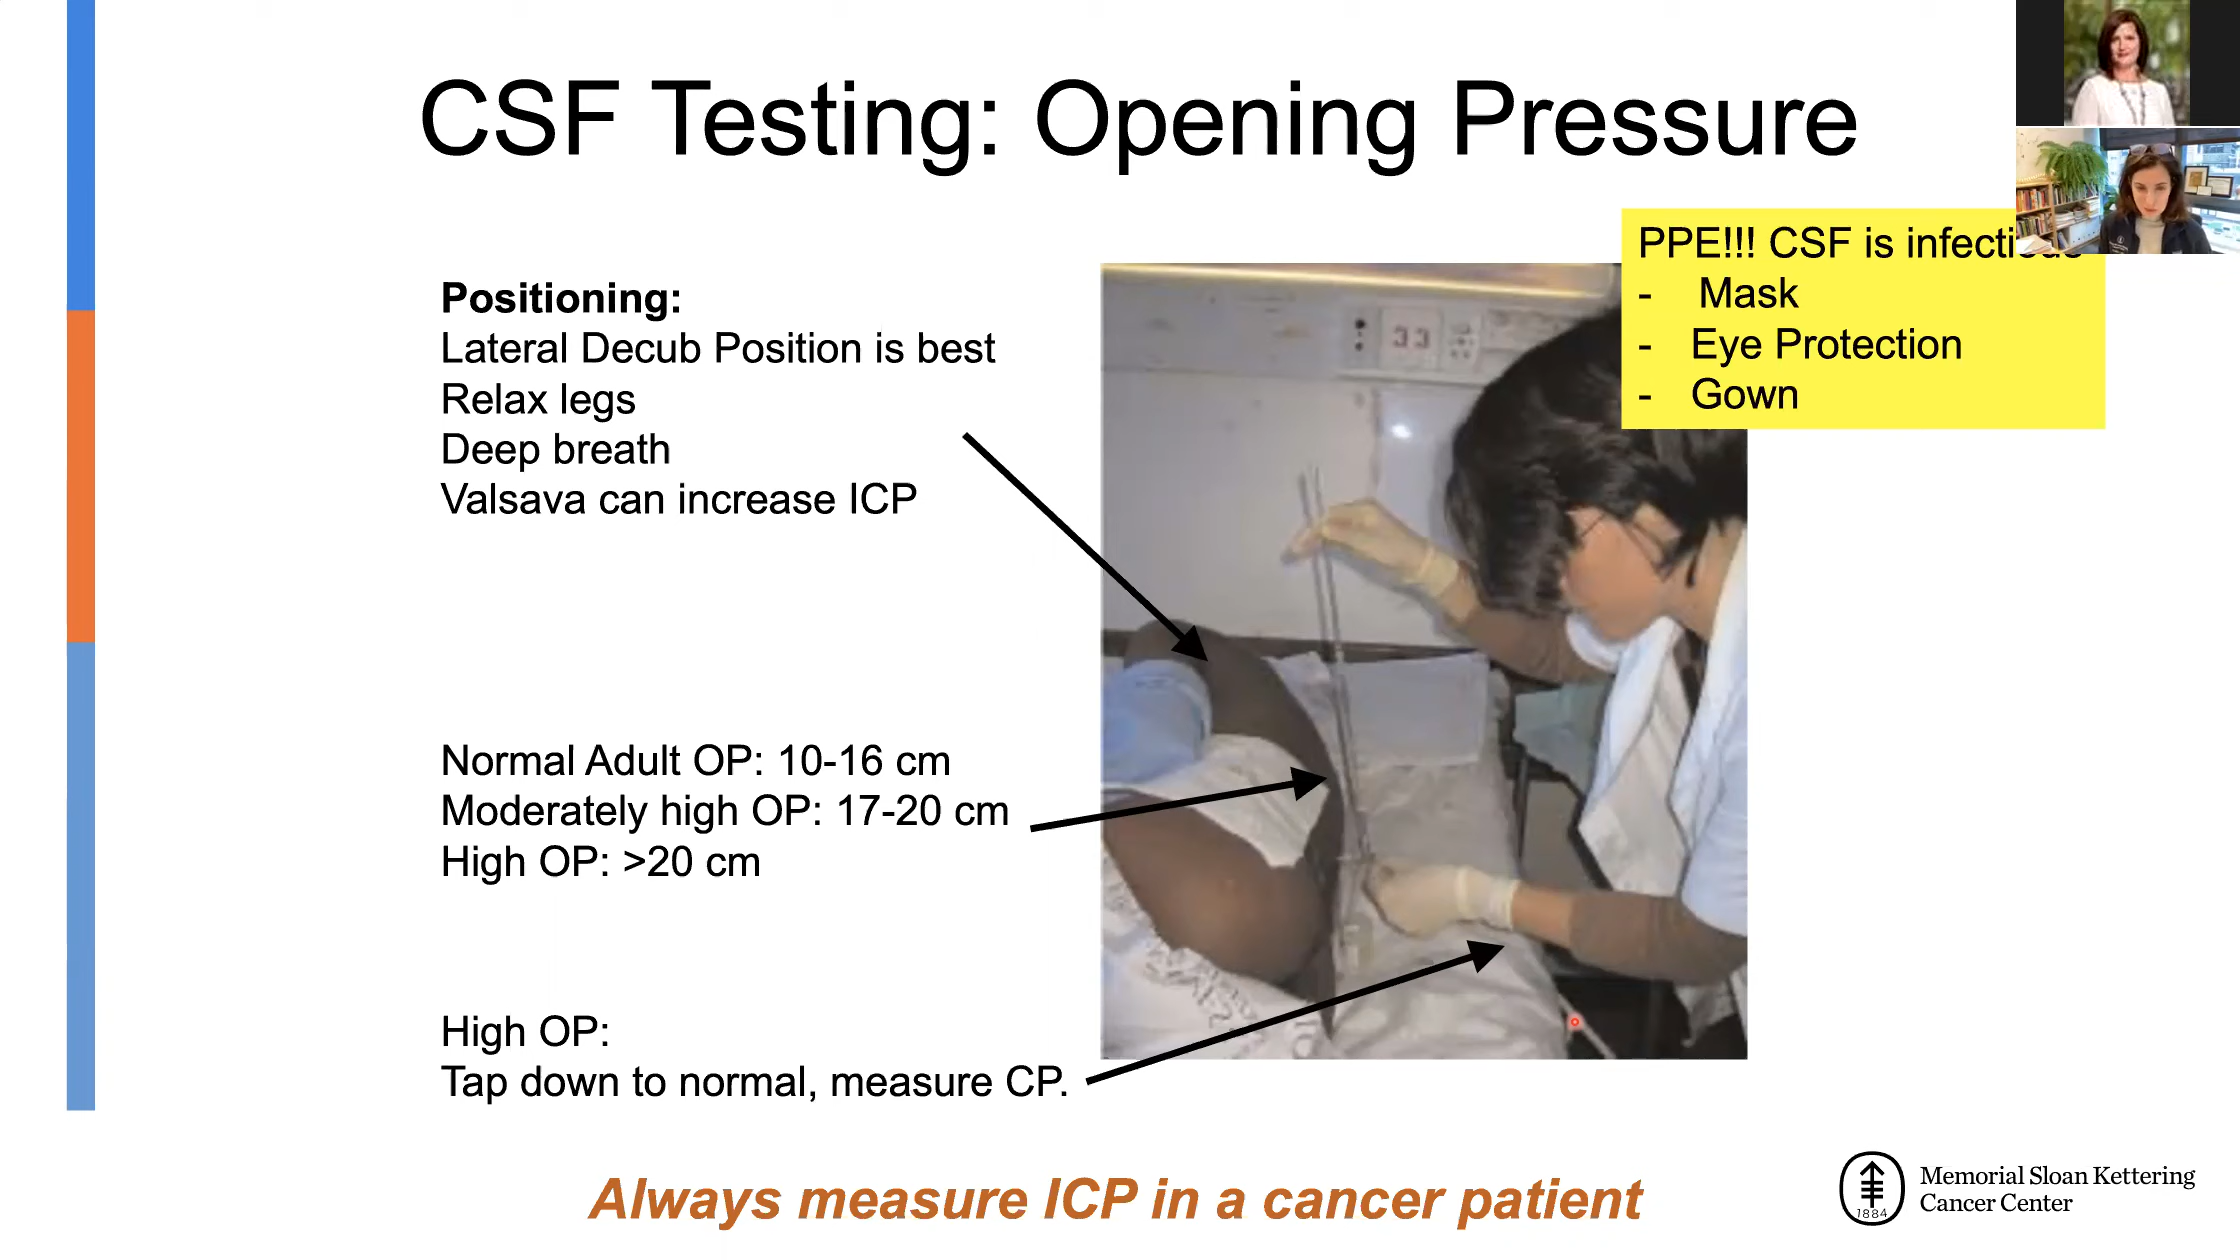 CSF Testing: Opening Pressure
PPE!!! CSF is infectious
- Mask
- Eye Protection
- Gown
Positioning:
Lateral Decub Position is best
Relax legs
Deep breath
Valsava can increase ICP
33
Normal Adult OP: 10-16 cm
Moderately high OP: 17-20 cm
High OP: >20 cm
High OP:
Tap down to normal, measure CP.
Always measure ICP in a cancer patient
1884
Memorial Sloan Kettering
Cancer Center